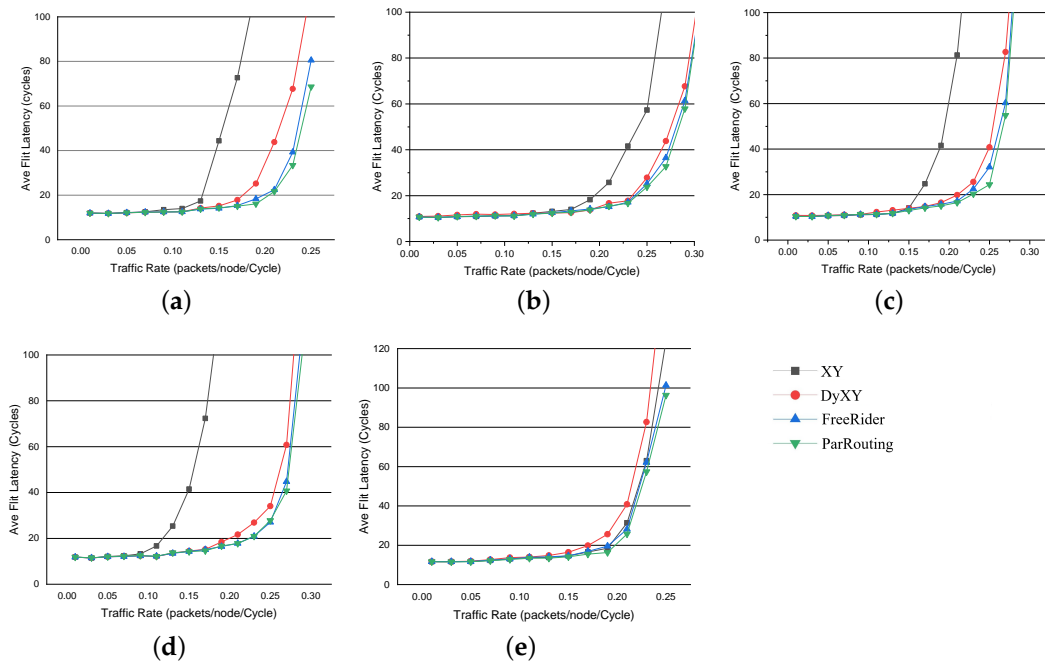 100
80
60
40
20
0
Ave Flit Latency (cycles)
0.00 0.05 0.10 0.15 0.20 0.25
Traffic Rate (packets/node/Cycle)
(a)
100
80
60
40
20
0
Ave Flit Latency (Cycles)
0.00 0.05 0.10 0.15 0.20 0.25 0.30
Traffic Rate (packets/node/Cycle)
(b)
100
80
60
40
20
0
Ave Flit Latency (Cycles)
0.00 0.05 0.10 0.15 0.20 0.25 0.30
Traffic Rate (packets/node/Cycle)
(c)
100
80
60
40
20
0
Ave Flit Latency (Cycles)
0.00 0.05 0.10 0.15 0.20 0.25 0.30
Traffic Rate (packets/node/Cycle)
(d)
120
100
80
60
40
20
0
Ave Flit Latency (Cycles)
0.00 0.05 0.10 0.15 0.20 0.25
Traffic Rate (packets/node/Cycle)
(e)
XY
DyXY
FreeRider
ParRouting